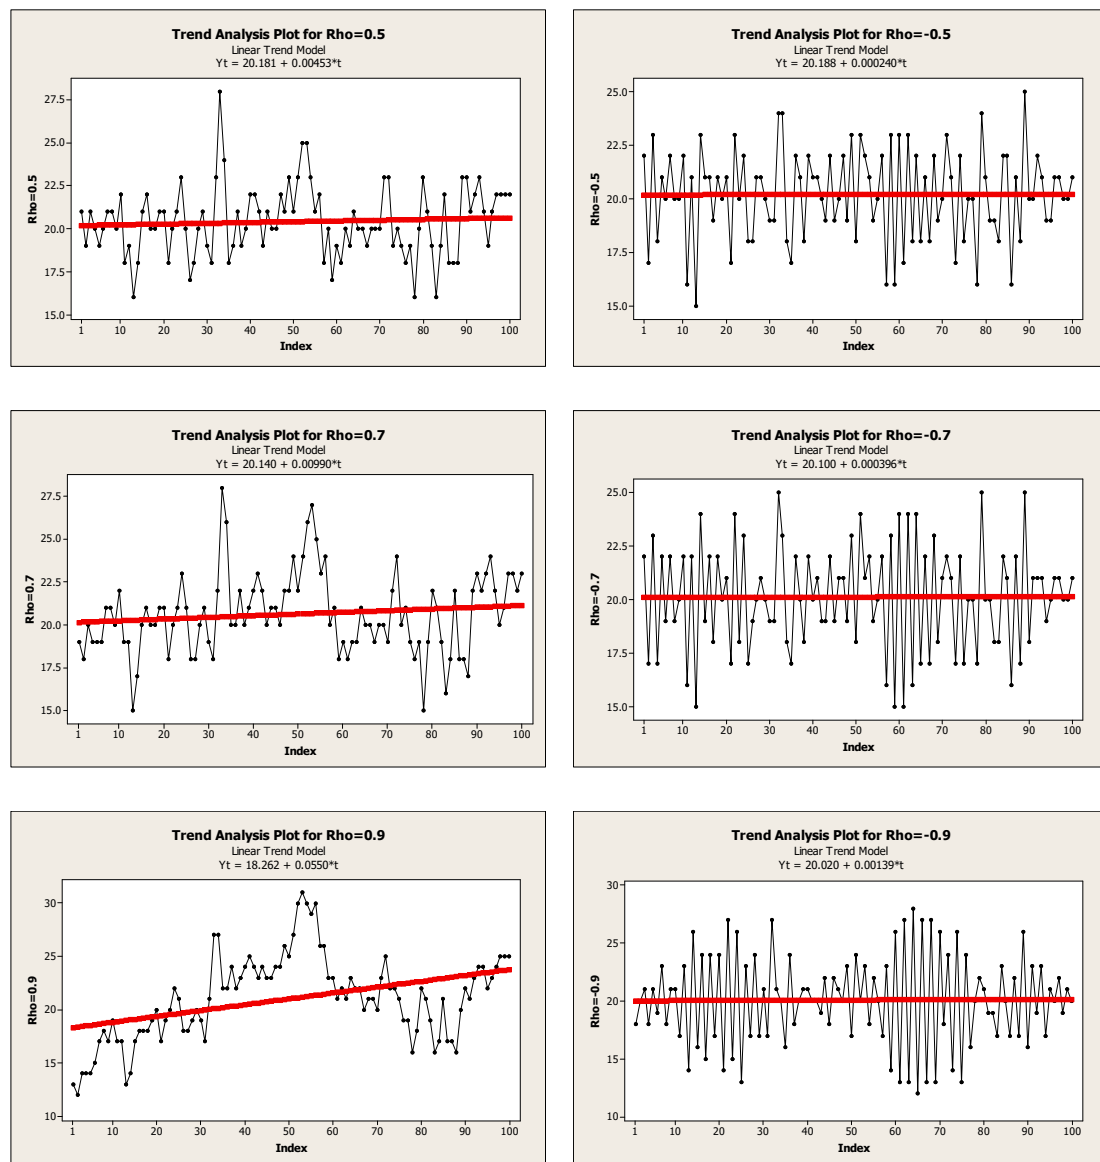 Trend Analysis Plot for Rho=0.5
Linear Trend Model
Yt = 20.181 + 0.00453*t
27.5
25.0
22.5
20.0
17.5
15.0
Rho=0.5
1 10 20 30 40 50 60 70 80 90 100
Index
Trend Analysis Plot for Rho=-0.5
Linear Trend Model
Yt = 20.188 + 0.000240*t
25.0
22.5
20.0
17.5
15.0
Rho=-0.5
1 10 20 30 40 50 60 70 80 90 100
Index
Trend Analysis Plot for Rho=0.7
Linear Trend Model
Yt = 20.140 + 0.00990*t
27.5
25.0
22.5
20.0
17.5
15.0
Rho=0.7
1 10 20 30 40 50 60 70 80 90 100
Index
Trend Analysis Plot for Rho=-0.7
Linear Trend Model
Yt = 20.100 + 0.000396*t
25.0
22.5
20.0
17.5
15.0
Rho=-0.7
1 10 20 30 40 50 60 70 80 90 100
Index
Trend Analysis Plot for Rho=0.9
Linear Trend Model
Yt = 18.262 + 0.0550*t
30
25
20
15
10
Rho=0.9
1 10 20 30 40 50 60 70 80 90 100
Index
Trend Analysis Plot for Rho=-0.9
Linear Trend Model
Yt = 20.020 + 0.00139*t
30
25
20
15
10
Rho=-0.9
1 10 20 30 40 50 60 70 80 90 100
Index